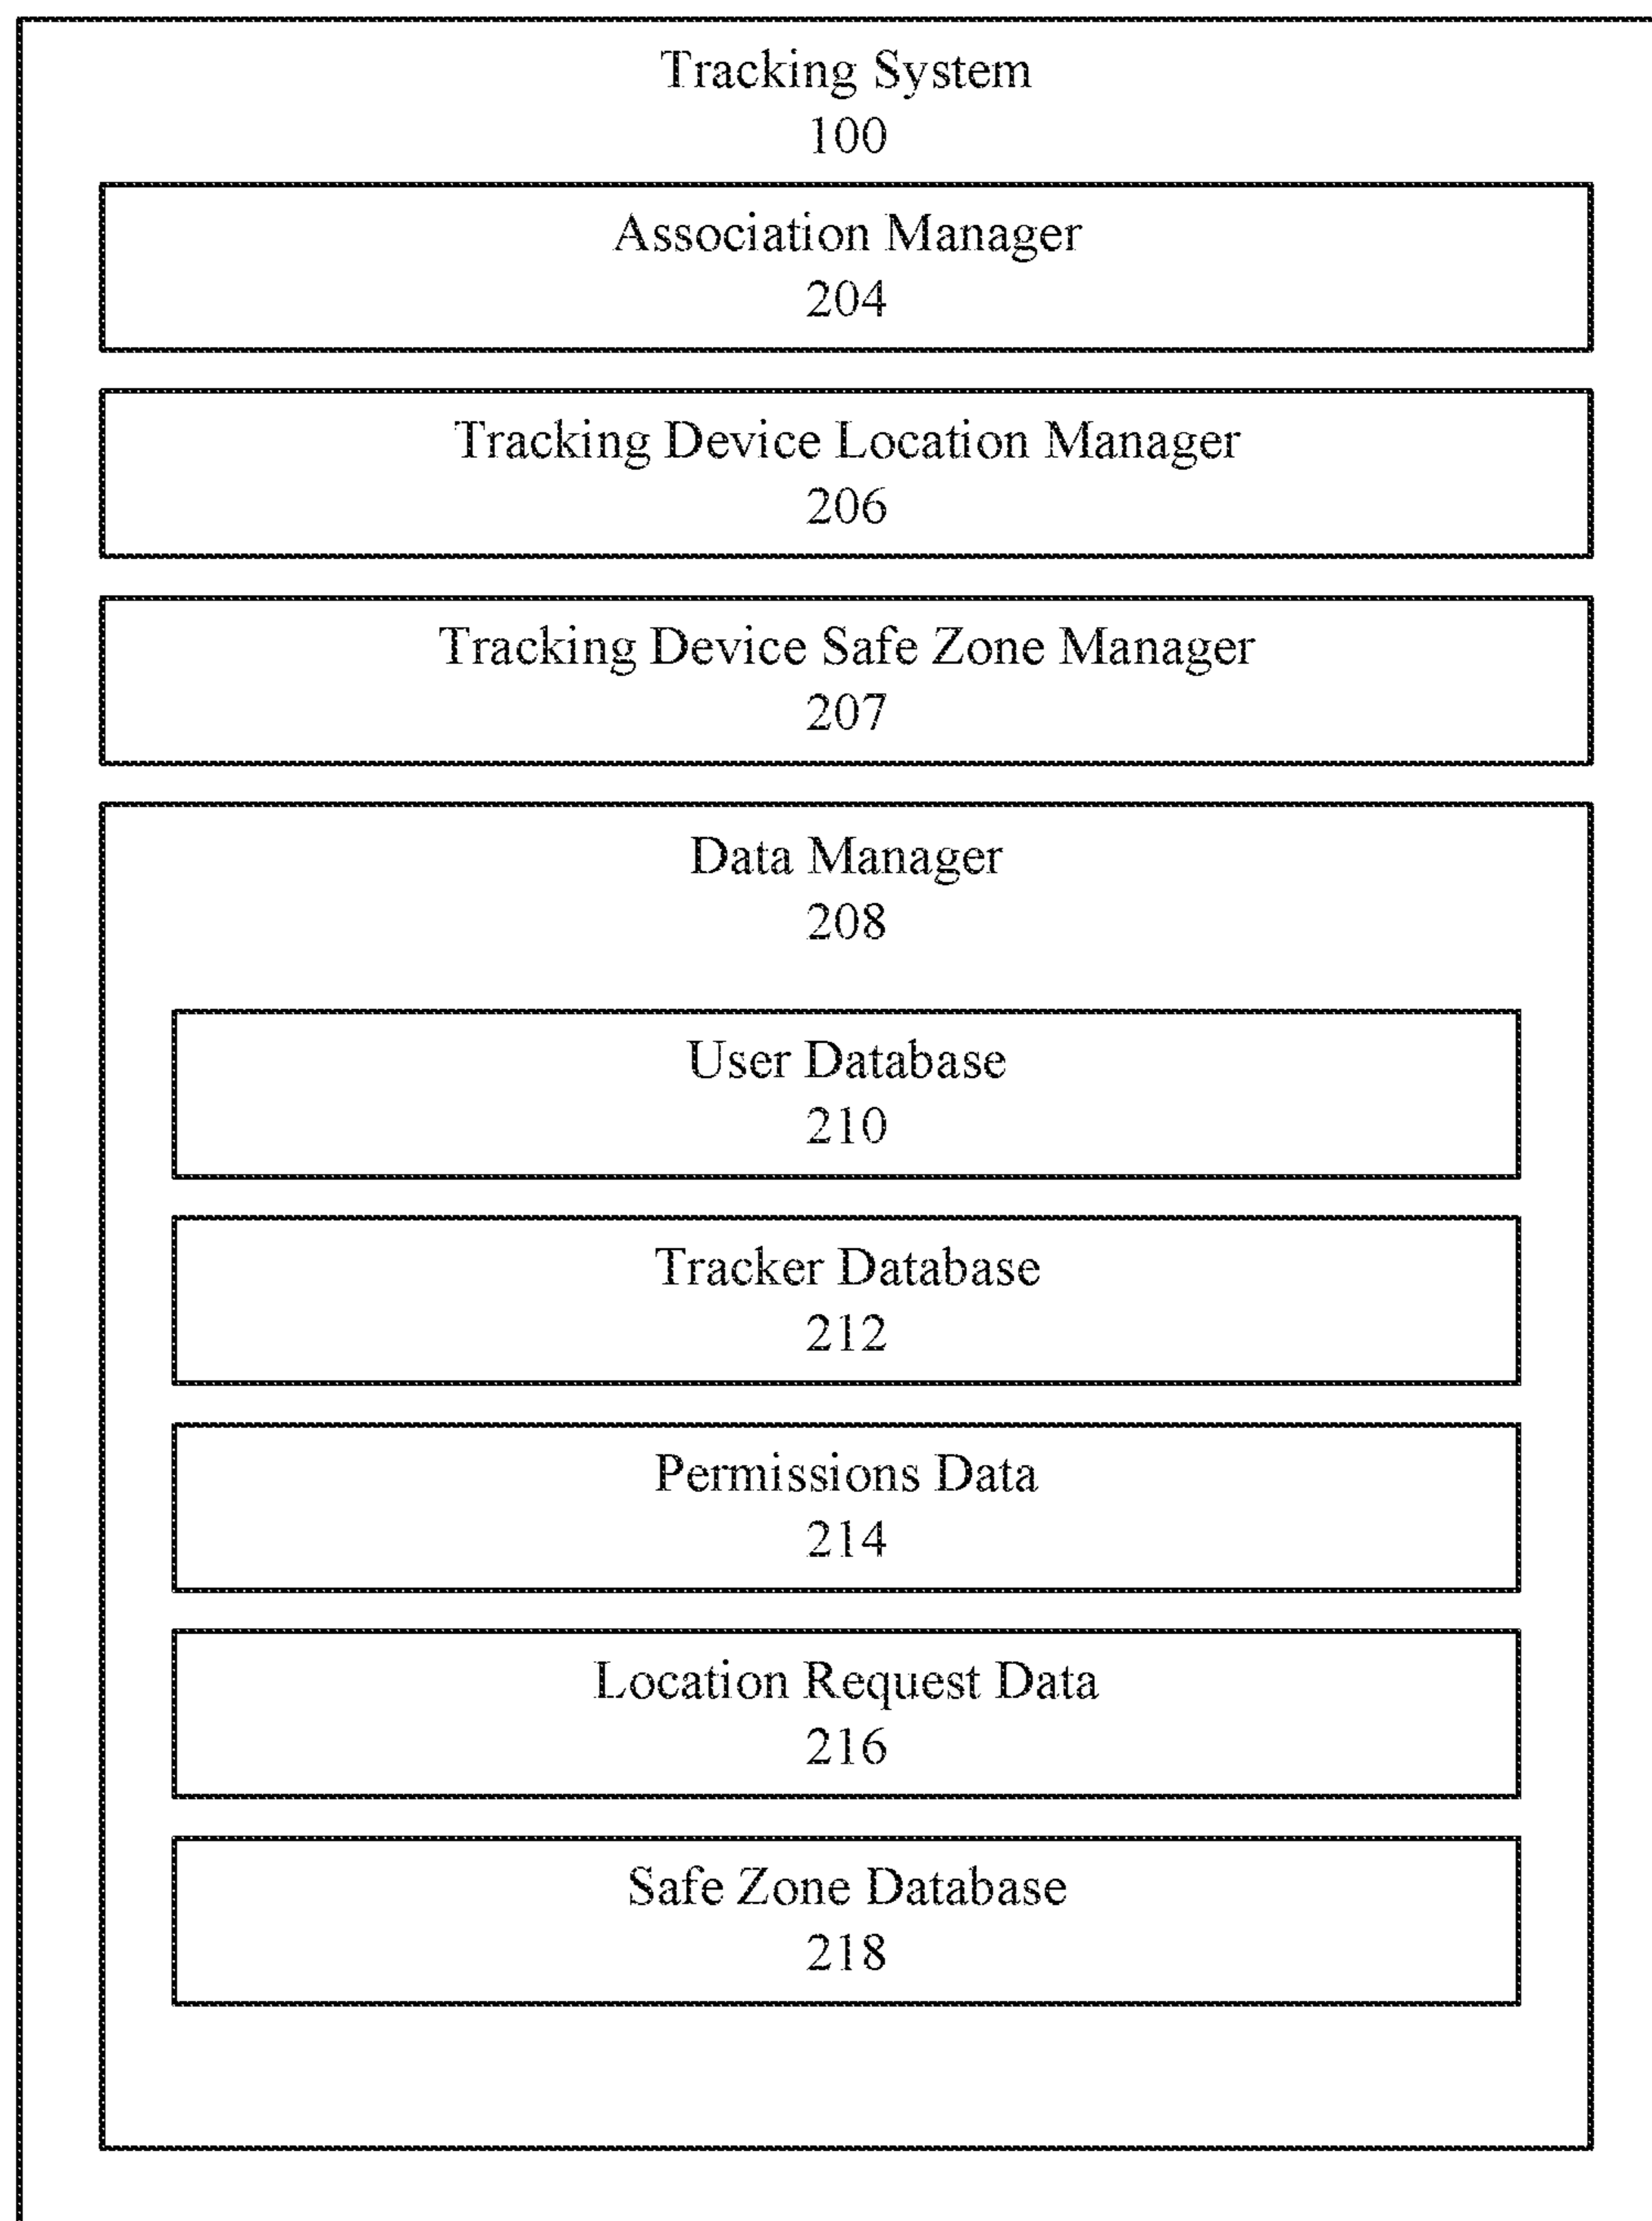 Tracking System
100
Association Manager
204
Tracking Device Location Manager
206
Tracking Device Safe Zone Manager
207
Data Manager
208
User Database
210
Tracker Database
212
Permissions Data
214
Location Request Data
216
Safe Zone Database
218